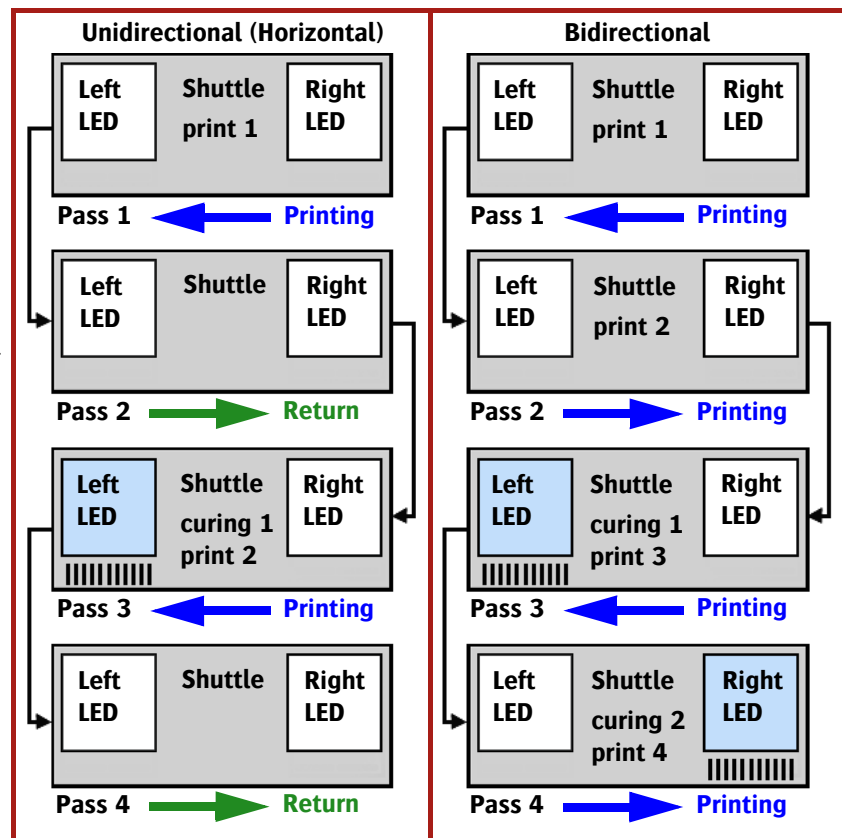 Unidirectional (Horizontal)
Left
LED
Shuttle
print 1
Right
LED
Pass 1
Printing
Left
LED
Shuttle
Right
LED
Pass 2
Return
Left
LED
Shuttle
curing 1
print 2
Right
LED
Pass 3
Printing
Left
LED
Shuttle
Right
LED
Pass 4
Return
Bidirectional
Left
LED
Shuttle
print 1
Right
LED
Pass 1
Printing
Left
LED
Shuttle
print 2
Right
LED
Pass 2
Printing
Left
LED
Shuttle
curing 1
print 3
Right
LED
Pass 3
Printing
Left
LED
Shuttle
curing 2
print 4
Right
LED
Pass 4
Printing